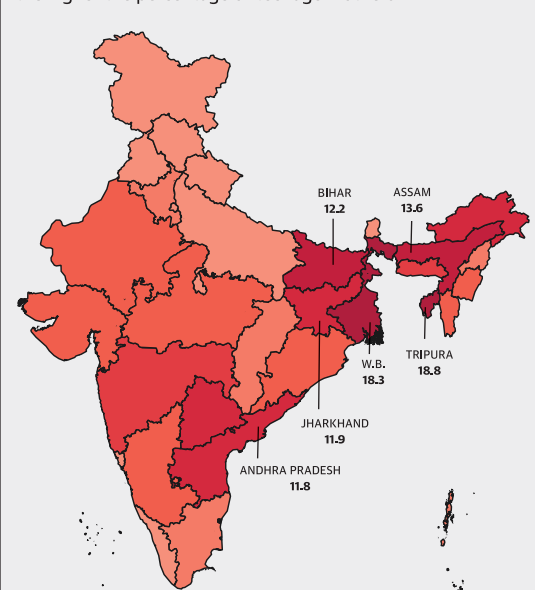 BIHAR
12.2
ASSAM
13.6
W.B.
18.3
TRIPURA
18.8
JHARKHAND
11.9
ANDHRA PRADESH
11.8